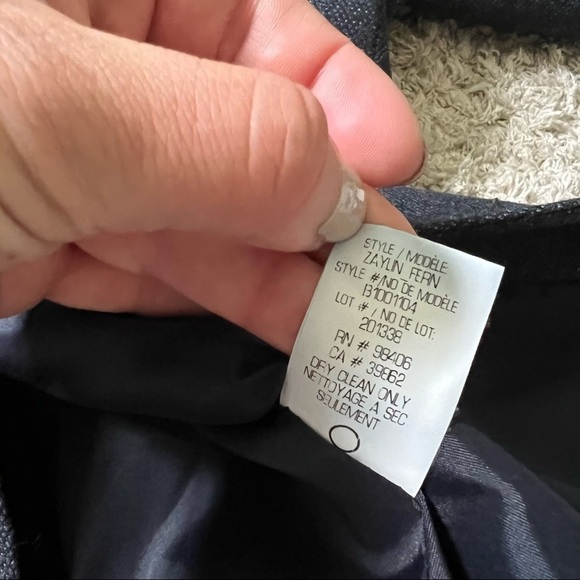 STYLE / MODÈLE
ZAYLIN FERN
STYLE #/NO DE MODÈLE
B1001104
LOT # / NO DE LOT:
201338
RN # 98406
CA # 39862
DRY CLEAN ONLY
NETTOYAGE A SEC
SEULEMENT